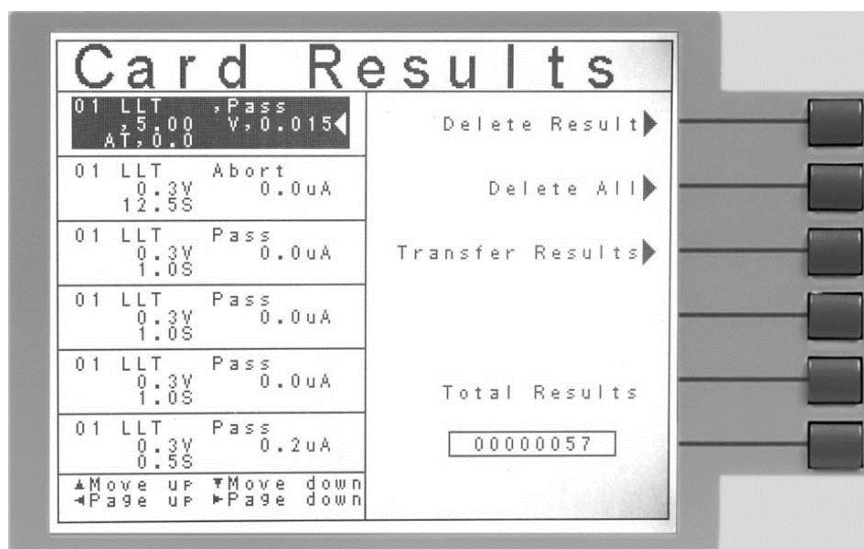 Card Results
01 LLT ,Pass
,5.00 V,0.015
AT,0.0
01 LLT Abort
0.3V 0.0uA
12.5S
01 LLT Pass
0.3V 0.0uA
1.0S
01 LLT Pass
0.3V 0.0uA
1.0S
01 LLT Pass
0.3V 0.0uA
1.0S
01 LLT Pass
0.3V 0.2uA
0.5S
▲Move up ▼Move down
◄Page up ►Page down
Delete Result
Delete All
Transfer Results
Total Results
00000057